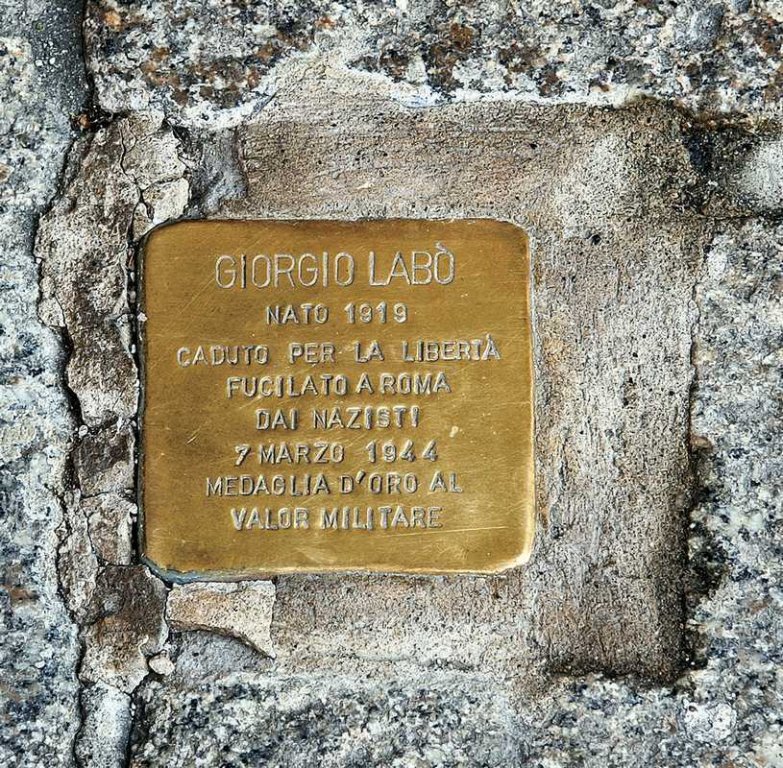 GIORGIO LABÒ
NATO 1919
CADUTO PER LA LIBERTÀ
FUCILATO A ROMA
DAI NAZISTI
7 MARZO 1944
MEDAGLIA D'ORO AL
VALOR MILITARE